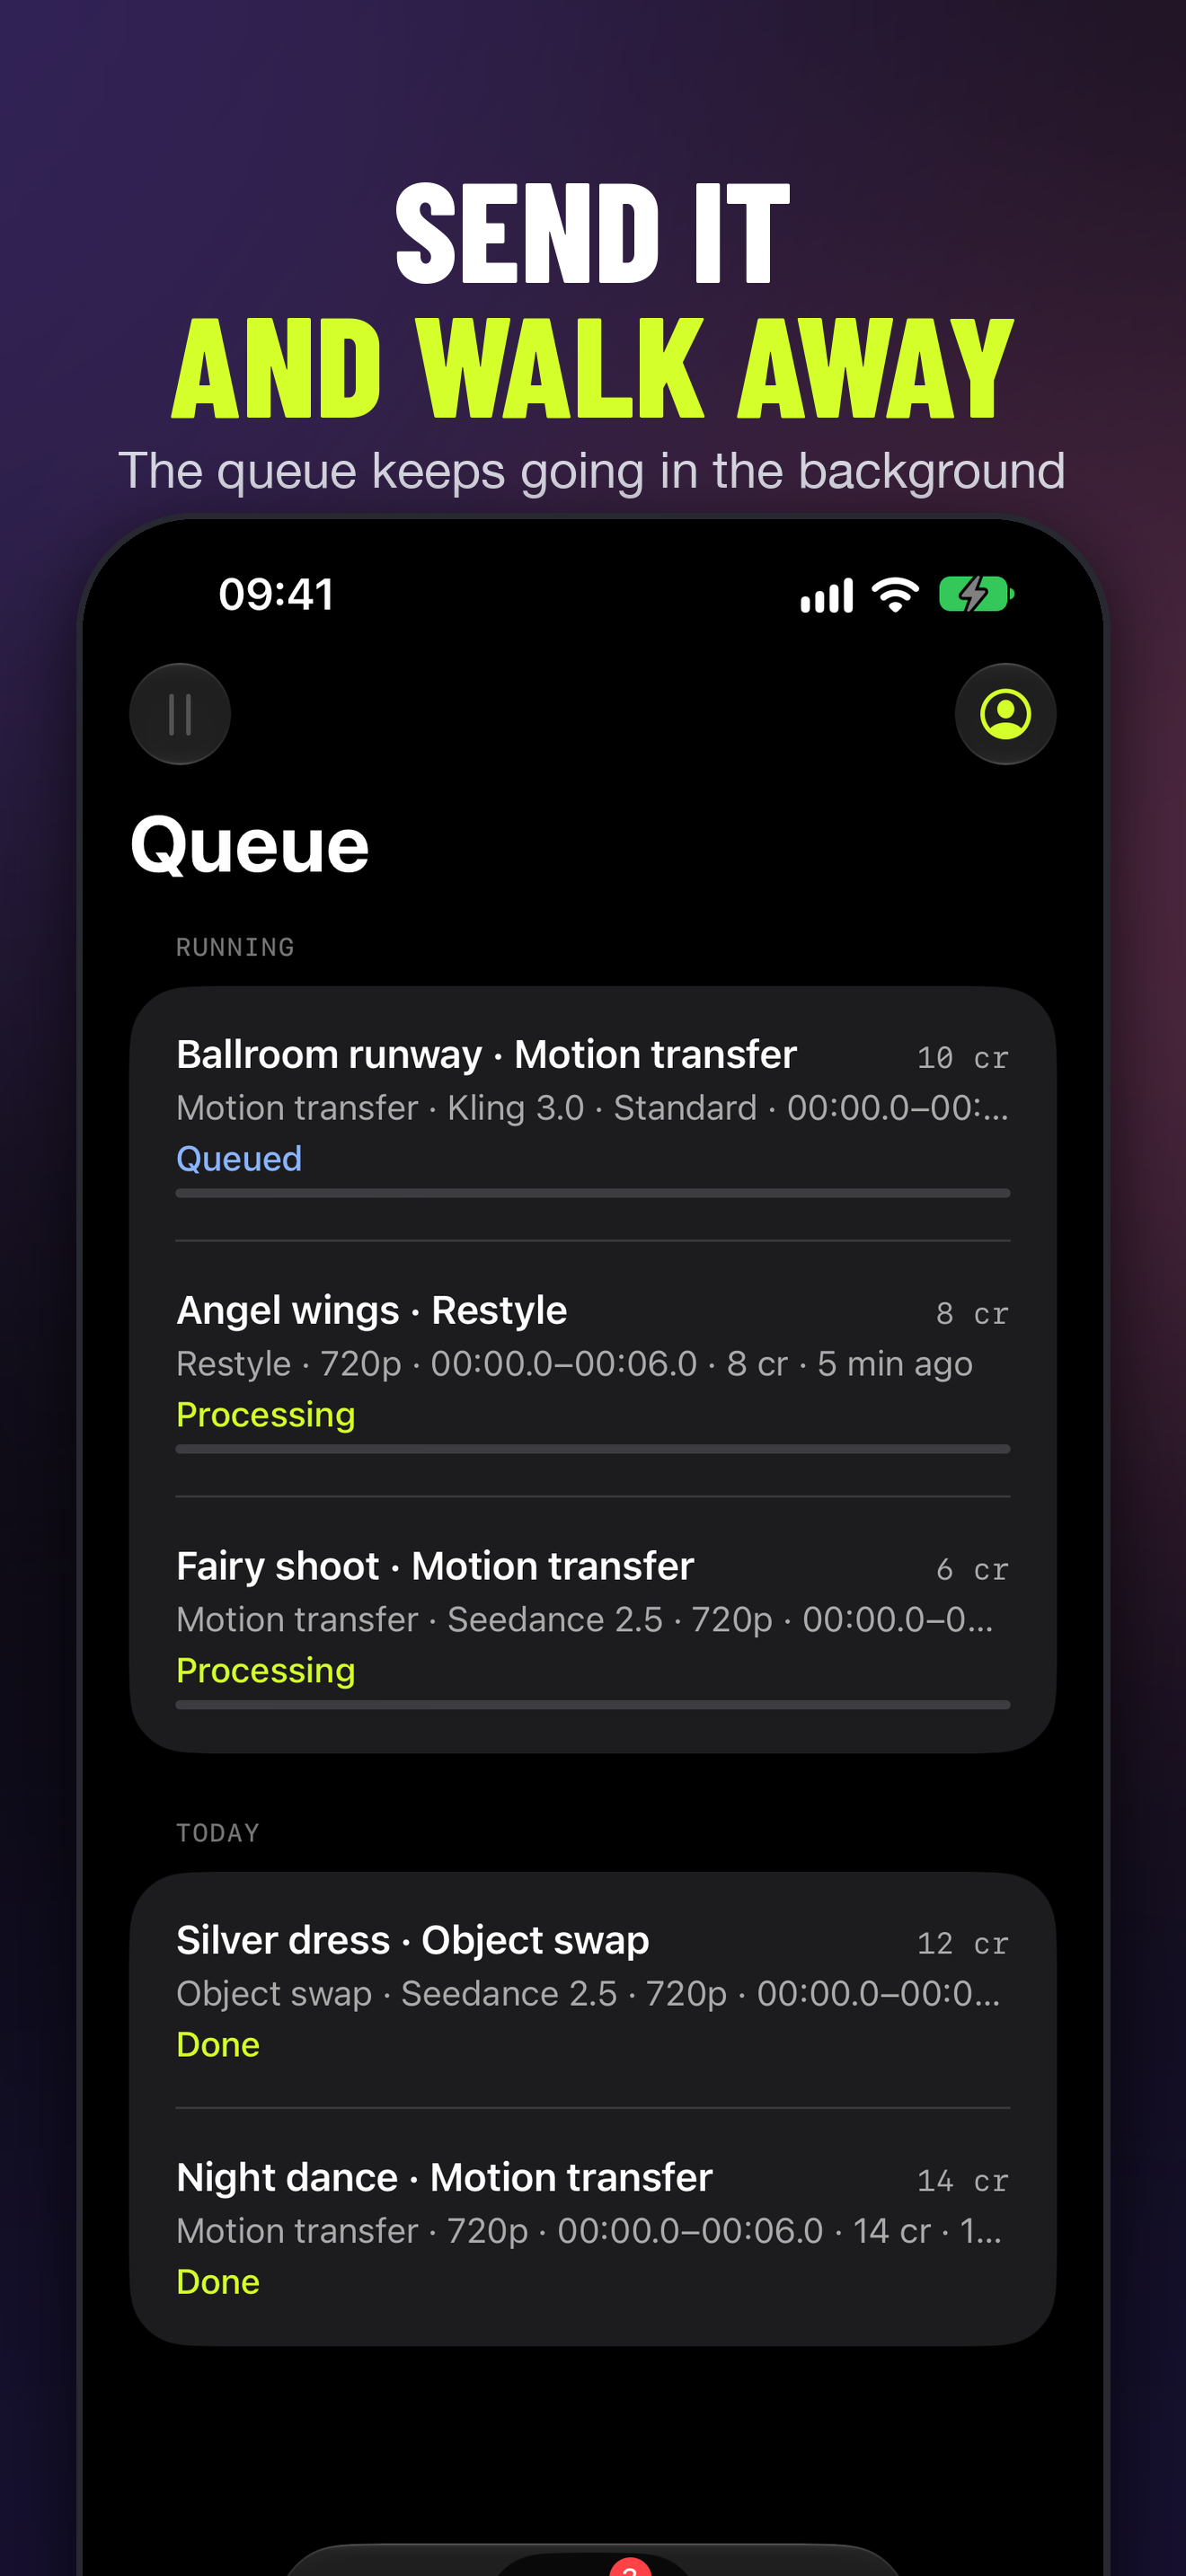 SEND IT
AND WALK AWAY
The queue keeps going in the background
09:41
Queue
RUNNING
Ballroom runway · Motion transfer 10 cr
Motion transfer · Kling 3.0 · Standard · 00:00.0–00:...
Queued
Angel wings · Restyle 8 cr
Restyle · 720p · 00:00.0–00:06.0 · 8 cr · 5 min ago
Processing
Fairy shoot · Motion transfer 6 cr
Motion transfer · Seedance 2.5 · 720p · 00:00.0–0...
Processing
TODAY
Silver dress · Object swap 12 cr
Object swap · Seedance 2.5 · 720p · 00:00.0–00:0...
Done
Night dance · Motion transfer 14 cr
Motion transfer · 720p · 00:00.0–00:06.0 · 14 cr · 1...
Done